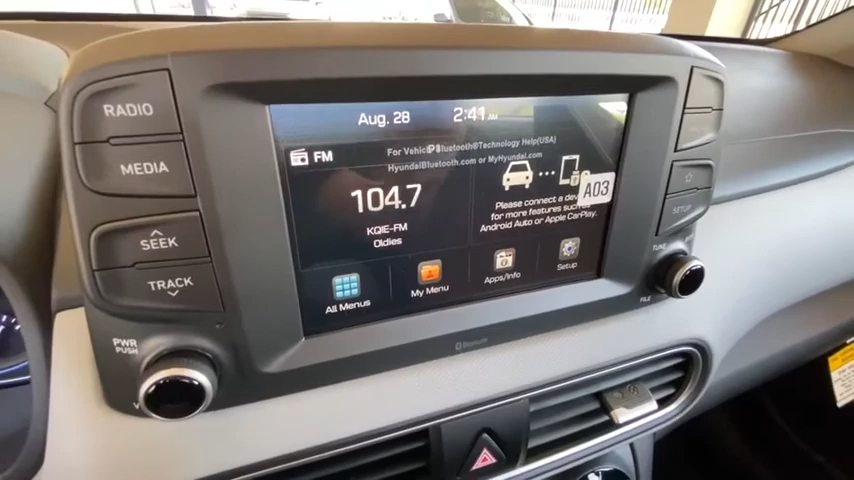 Aug. 28
2:41 AM
RADIO
MEDIA
SEEK
TRACK
PWR
PUSH
FM
For Vehicle Bluetooth®Technology Help(USA)
HyundaiBluetooth.com or MyHyundai.com
104.7
KQIE-FM
Oldies
Please connect a
for more features such
Android Auto or Apple CarPlay.
A03
All Menus
My Menu
Apps/Info
Setup
SETUP
TUNE
FILE
Bluetooth